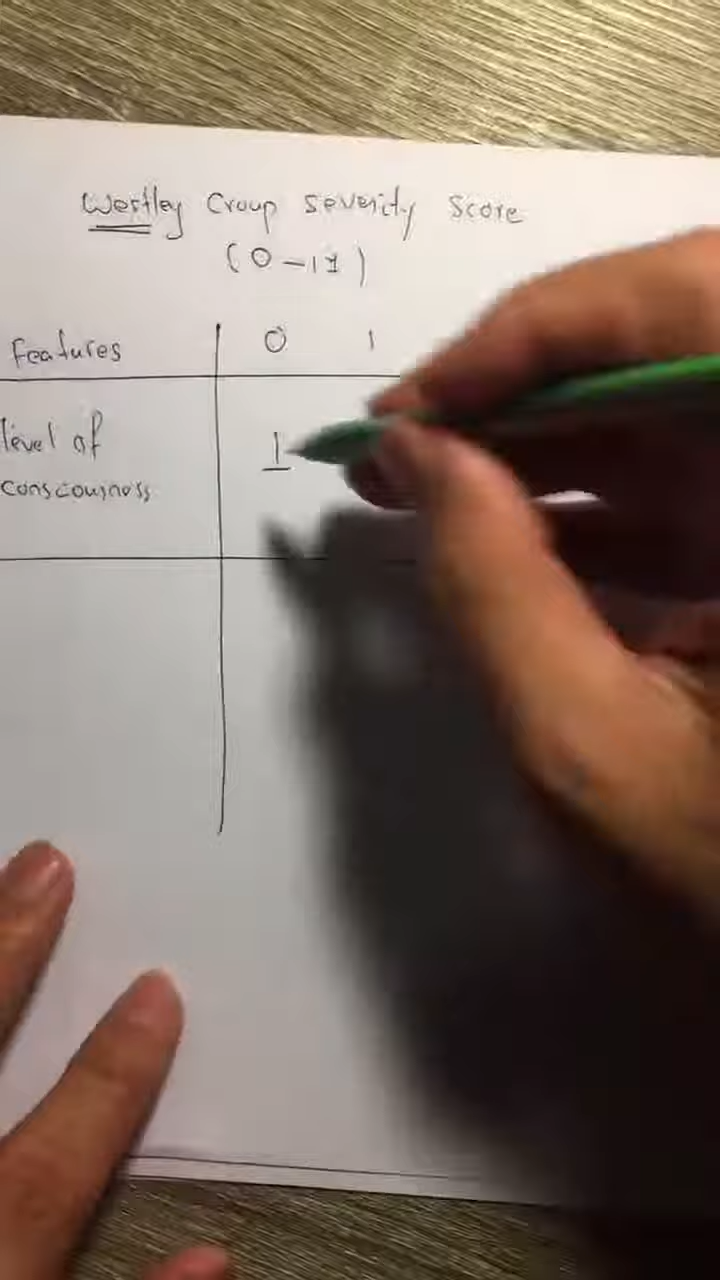 Westley Croup Severity Score
(0-17)
Features 0 1
level of
consciousness